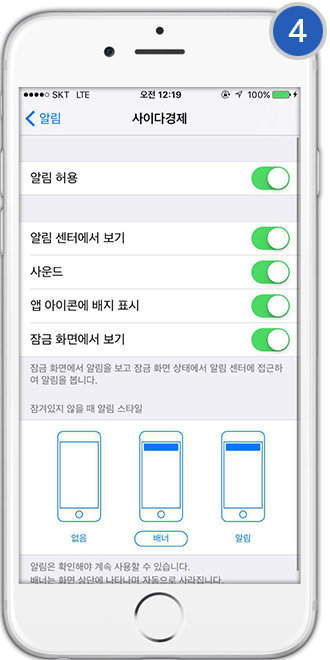 4
SKT LTE 오전 12:19 100%
알림 사이다경제
알림 허용
알림 센터에서 보기
사운드
앱 아이콘에 배지 표시
잠금 화면에서 보기
잠금 화면에서 알림을 보고 잠금 화면 상태에서 알림 센터에 접근하
여 알림을 봅니다.
잠겨있지 않을 때 알림 스타일
없음 배너 알림
알림은 확인해야 계속 사용할 수 있습니다.
배너는 화면 상단에 나타나며 자동으로 사라집니다.